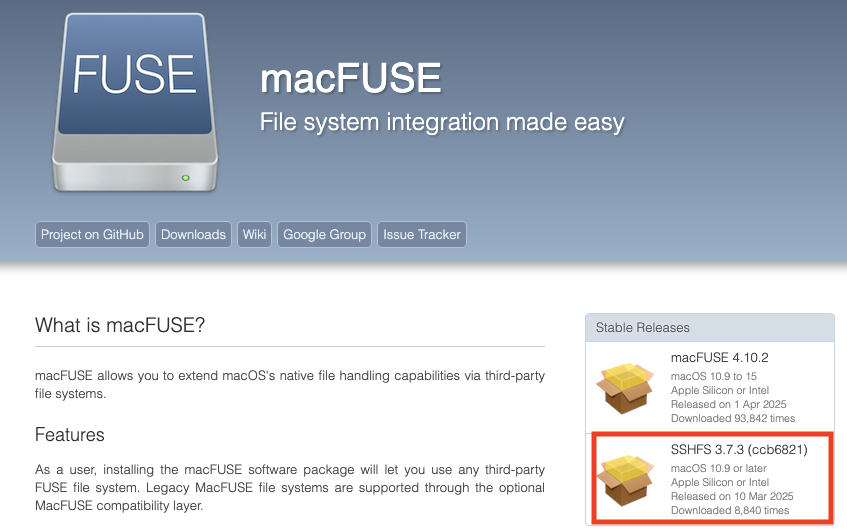 FUSE
macFUSE
File system integration made easy
Project on GitHub
Downloads
Wiki
Google Group
Issue Tracker
What is macFUSE?
macFUSE allows you to extend macOS's native file handling capabilities via third-party
file systems.
Features
As a user, installing the macFUSE software package will let you use any third-party
FUSE file system. Legacy MacFUSE file systems are supported through the optional
MacFUSE compatibility layer.
Stable Releases
macFUSE 4.10.2
macOS 10.9 to 15
Apple Silicon or Intel
Released on 1 Apr 2025
Downloaded 93,842 times
SSHFS 3.7.3 (ccb6821)
macOS 10.9 or later
Apple Silicon or Intel
Released on 10 Mar 2025
Downloaded 8,840 times